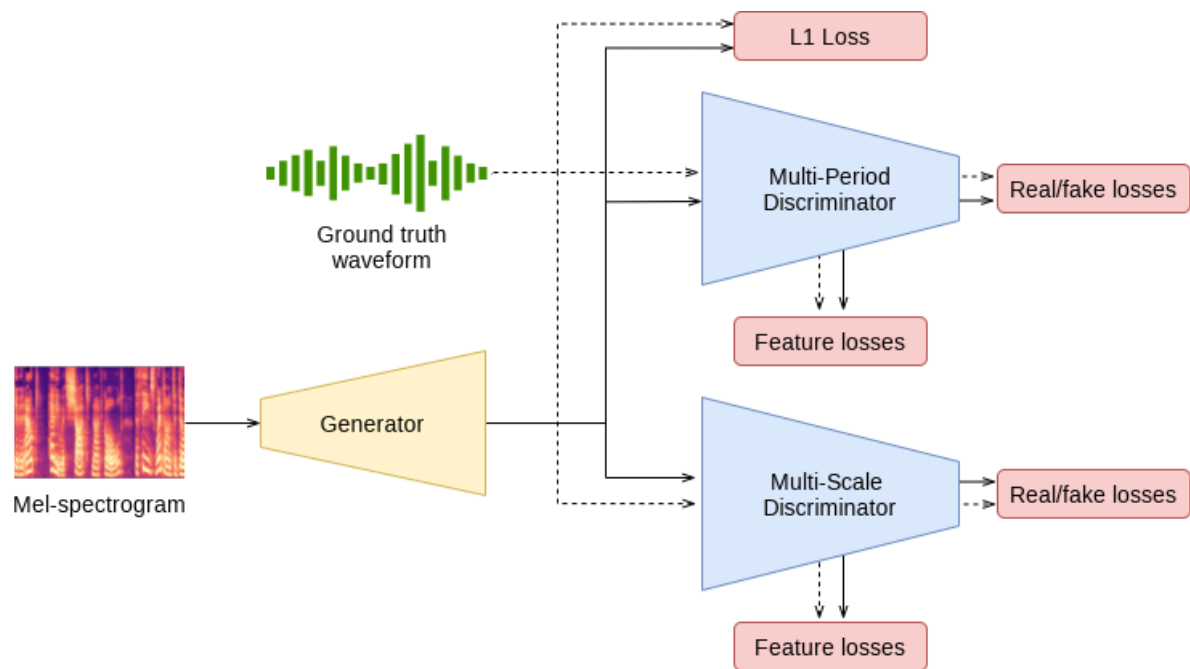 L1 Loss
Multi-Period
Discriminator
Real/fake losses
Ground truth
waveform
Feature losses
Generator
Mel-spectrogram
Multi-Scale
Discriminator
Real/fake losses
Feature losses